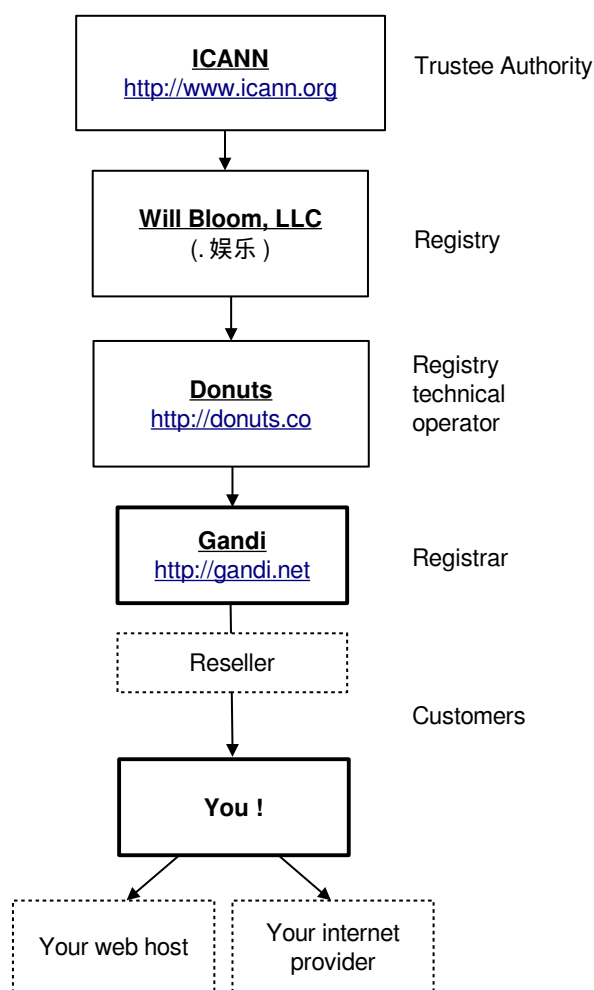 ICANN
http://www.icann.org
Trustee Authority
Will Bloom, LLC
(. 娱乐 )
Registry
Donuts
http://donuts.co
Registry
technical
operator
Gandi
http://gandi.net
Registrar
Reseller
Customers
You !
Your web host
Your internet
provider